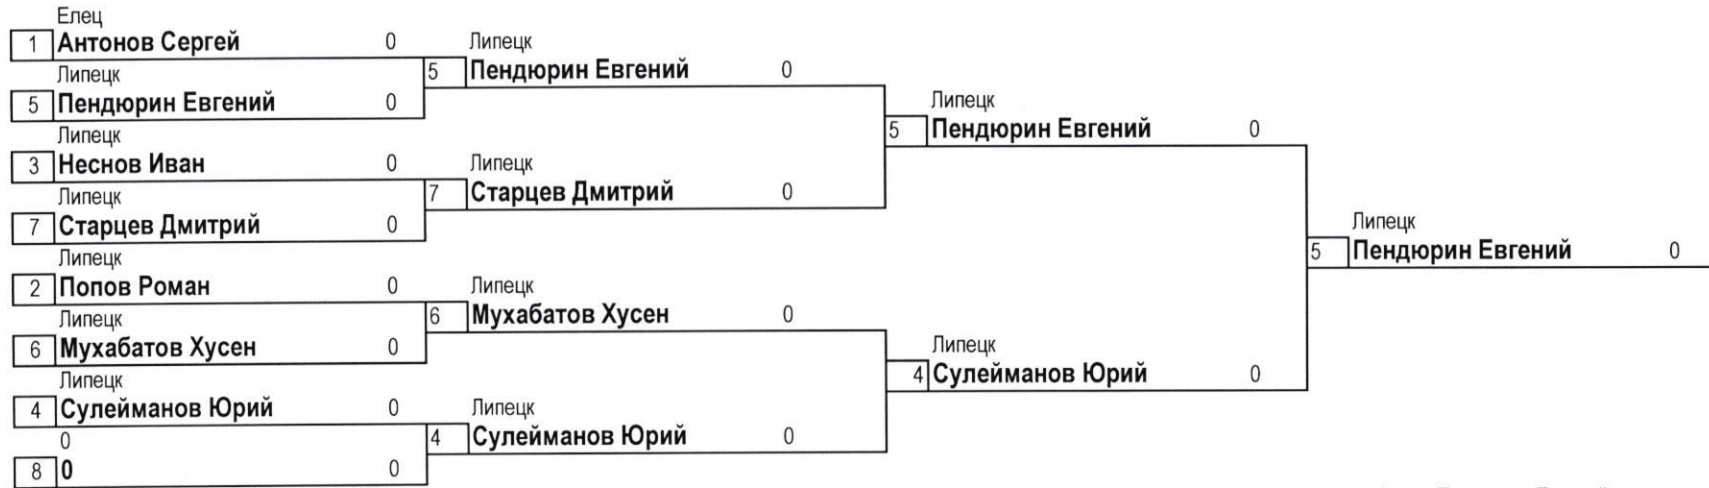 Елец
1 Антонов Сергей 0
Липецк
5 Пендюрин Евгений 0
Липецк
3 Неснов Иван 0
Липецк
7 Старцев Дмитрий 0
Липецк
2 Попов Роман 0
Липецк
6 Мухабатов Хусен 0
Липецк
4 Сулейманов Юрий 0
0
8 0 0
Липецк
5 Пендюрин Евгений 0
Липецк
7 Старцев Дмитрий 0
Липецк
6 Мухабатов Хусен 0
Липецк
4 Сулейманов Юрий 0
Липецк
5 Пендюрин Евгений 0
Липецк
4 Сулейманов Юрий 0
Липецк
5 Пендюрин Евгений 0